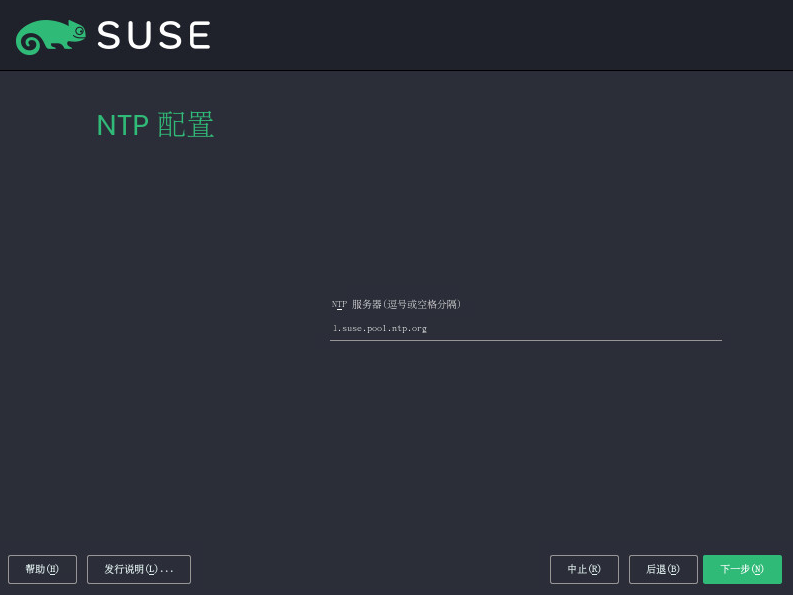 SUSE
NTP 配置
NTP 服务器(逗号或空格分隔)
1.suse.pool.ntp.org
帮助(H) 发行说明(L)... 中止(R) 后退(B) 下一步(N)